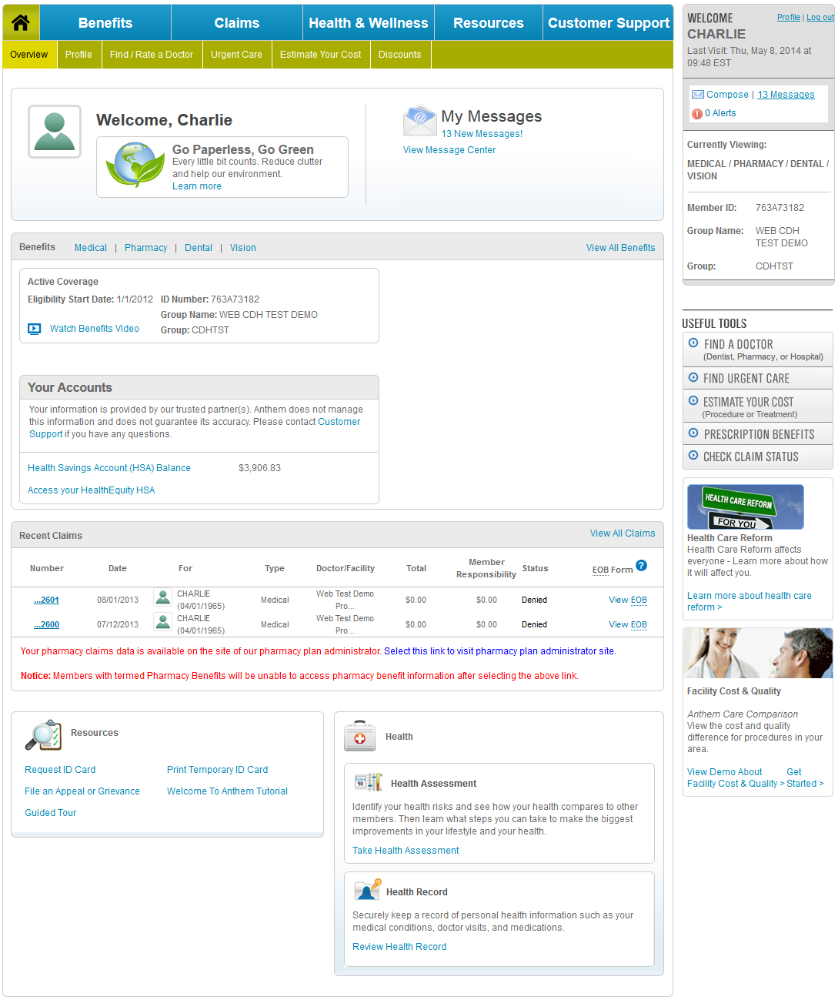 Benefits
Claims
Health & Wellness
Resources
Customer Support
Overview
Profile
Find / Rate a Doctor
Urgent Care
Estimate Your Cost
Discounts
Welcome, Charlie
Go Paperless, Go Green
Every little bit counts. Reduce clutter
and help our environment.
Learn more
My Messages
13 New Messages!
View Message Center
Benefits
Medical | Pharmacy | Dental | Vision
View All Benefits
Active Coverage
Eligibility Start Date: 1/1/2012
ID Number: 763A73182
Group Name: WEB CDH TEST DEMO
Watch Benefits Video
Group: CDHTST
Your Accounts
Your information is provided by our trusted partner(s). Anthem does not manage
this information and does not guarantee its accuracy. Please contact Customer
Support if you have any questions.
Health Savings Account (HSA) Balance
$3,906.83
Access your HealthEquity HSA
Recent Claims
View All Claims
Number
Date
For
Type
Doctor/Facility
Total
Member
Responsibility
Status
EOB Form
...2601
08/01/2013
CHARLIE
(04/01/1965)
Medical
Web Test Demo
Pro...
$0.00
$0.00
Denied
View EOB
...2600
07/12/2013
CHARLIE
(04/01/1965)
Medical
Web Test Demo
Pro...
$0.00
$0.00
Denied
View EOB
Your pharmacy claims data is available on the site of our pharmacy plan administrator. Select this link to visit pharmacy plan administrator site.
Notice: Members with termed Pharmacy Benefits will be unable to access pharmacy benefit information after selecting the above link.
Resources
Request ID Card
Print Temporary ID Card
File an Appeal or Grievance
Welcome To Anthem Tutorial
Guided Tour
Health
Score
90
Health Assessment
Identify your health risks and see how your health compares to other
members. Then learn what steps you can take to make the biggest
improvements in your lifestyle and your health.
Take Health Assessment
Health Record
Securely keep a record of personal health information such as your
medical conditions, doctor visits, and medications.
Review Health Record
WELCOME
Profile | Log out
CHARLIE
Last Visit: Thu, May 8, 2014 at
09:48 EST
Compose | 13 Messages
0 Alerts
Currently Viewing:
MEDICAL / PHARMACY / DENTAL /
VISION
Member ID: 763A73182
Group Name: WEB CDH
TEST DEMO
Group: CDHTST
USEFUL TOOLS
FIND A DOCTOR
(Dentist, Pharmacy, or Hospital)
FIND URGENT CARE
ESTIMATE YOUR COST
(Procedure or Treatment)
PRESCRIPTION BENEFITS
CHECK CLAIM STATUS
HEALTH CARE REFORM
FOR YOU
Health Care Reform
Health Care Reform affects
everyone - Learn more about how
it will affect you.
Learn more about health care
reform >
Facility Cost & Quality
Anthem Care Comparison
View the cost and quality
difference for procedures in your
area.
View Demo About
Facility Cost & Quality >
Get
Started >